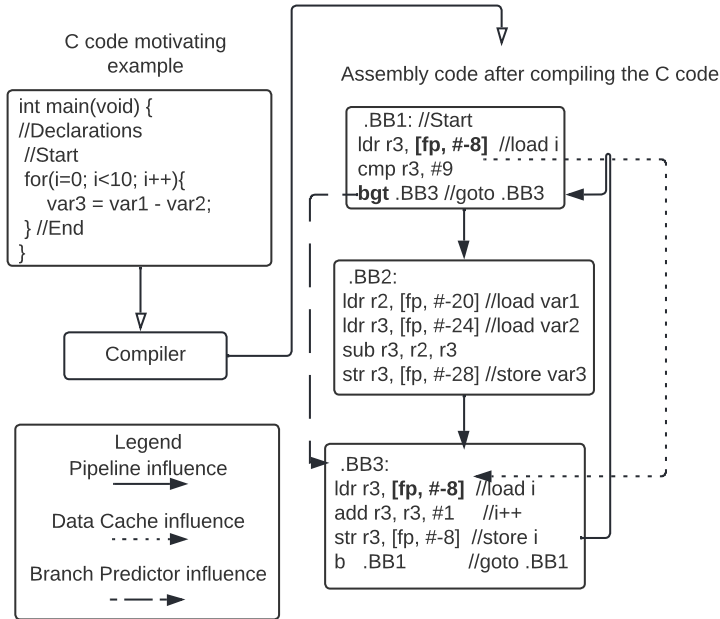 C code motivating
example
int main(void) {
//Declarations
//Start
for(i=0; i<10; i++){
var3 = var1 - var2;
} //End
}
Compiler
Assembly code after compiling the C code
.BB1: //Start
ldr r3, [fp, #-8] //load i
cmp r3, #9
bgt .BB3 //goto .BB3
.BB2:
ldr r2, [fp, #-20] //load var1
ldr r3, [fp, #-24] //load var2
sub r3, r2, r3
str r3, [fp, #-28] //store var3
.BB3:
ldr r3, [fp, #-8] //load i
add r3, r3, #1 //i++
str r3, [fp, #-8] //store i
b .BB1 //goto .BB1
Legend
Pipeline influence
Data Cache influence
Branch Predictor influence